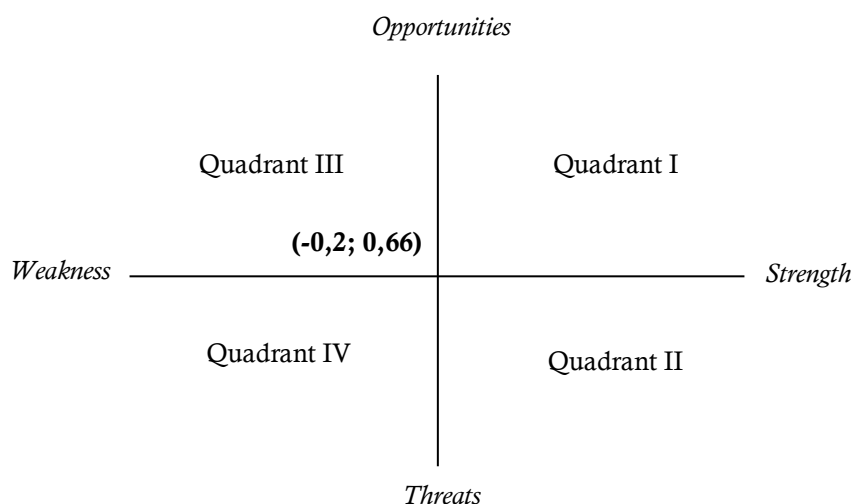 Opportunities
Quadrant III
Quadrant I
(-0,2; 0,66)
Weakness
Strength
Quadrant IV
Quadrant II
Threats